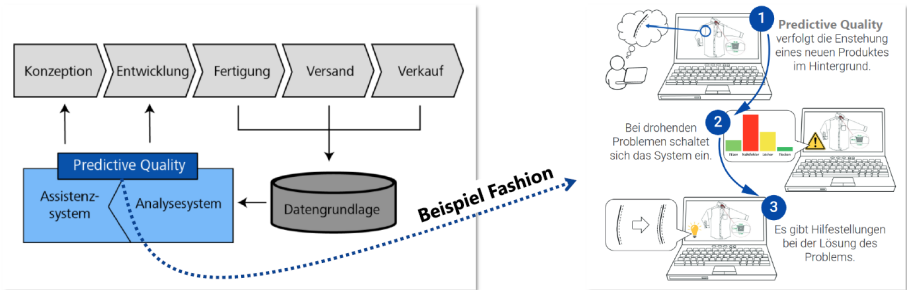 Konzeption
Entwicklung
Fertigung
Versand
Verkauf
Predictive Quality
Assistenz-
system
Analysesystem
Datengrundlage
Beispiel Fashion
1
Predictive Quality
verfolgt die Enstehung
eines neuen Produktes
im Hintergrund.
2
Bei drohenden
Problemen schaltet
sich das System ein.
3
Es gibt Hilfestellungen
bei der Lösung des
Problems.